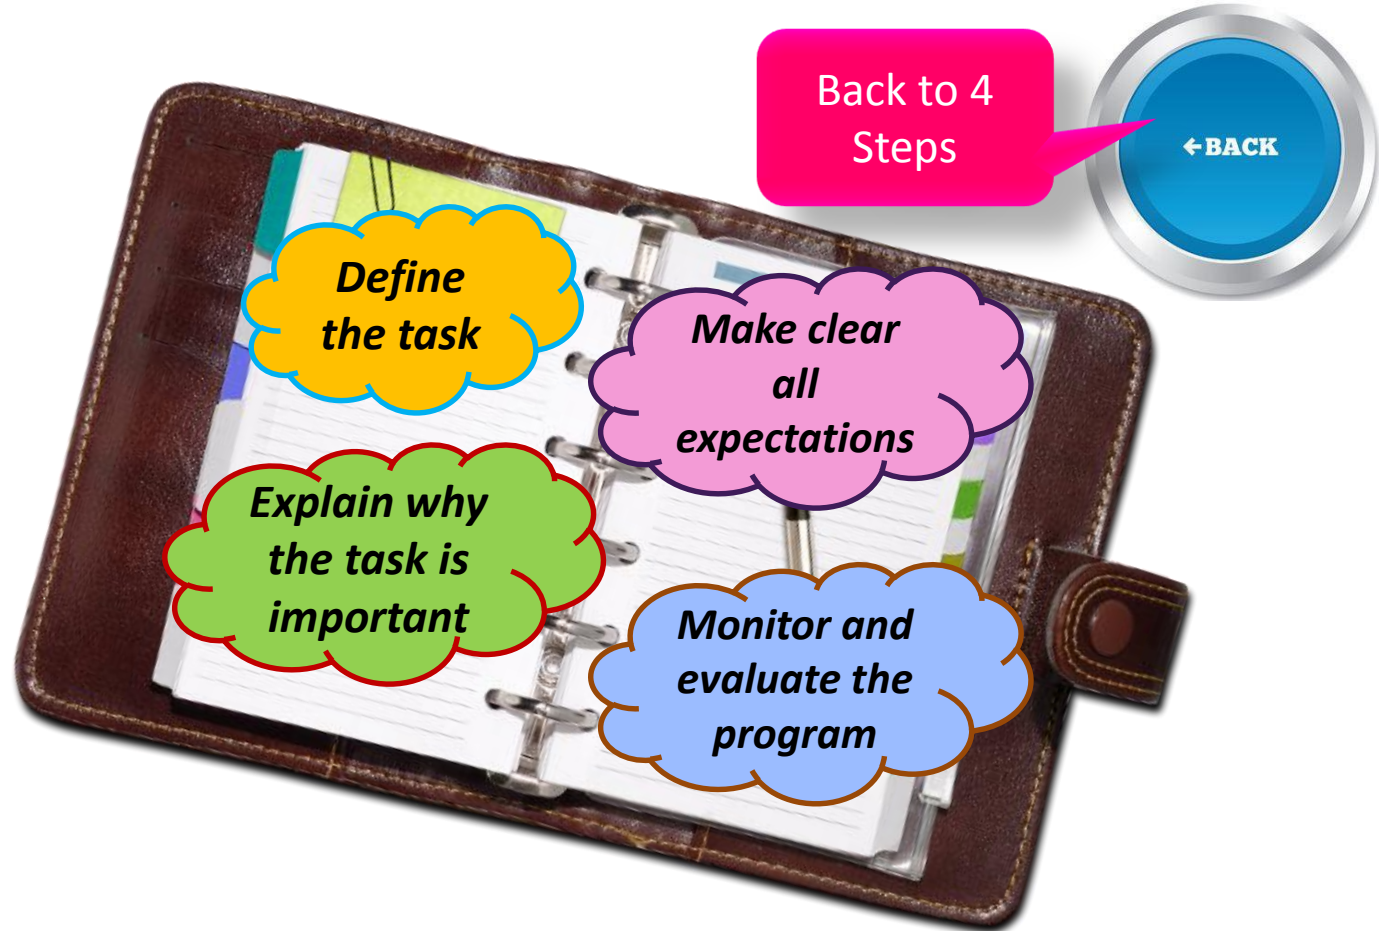 Back to 4
Steps
←BACK
Define
the task
Make clear
all
expectations
Explain why
the task is
important
Monitor and
evaluate the
program